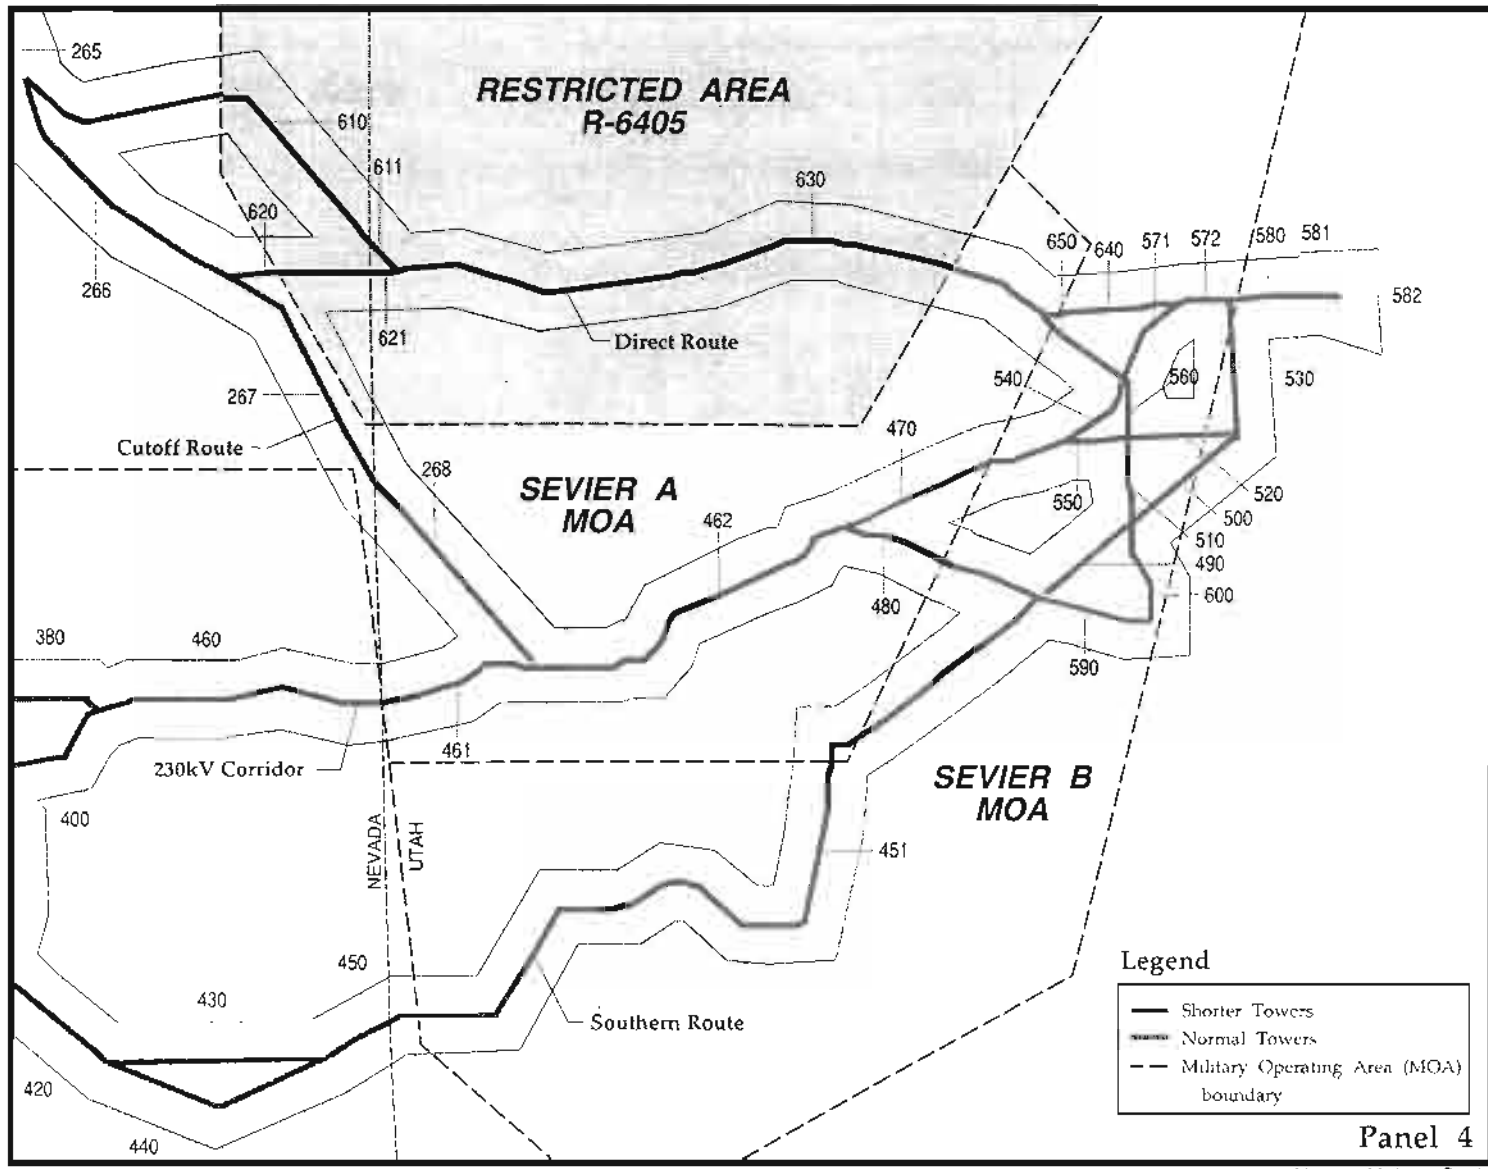 265
RESTRICTED AREA
R-6405
610
611
630
620
650
640
571
572
580
581
266
582
621
Direct Route
540
560
530
267
Cutoff Route
470
268
SEVIER A
MOA
462
550
520
500
510
490
480
600
380
460
590
461
230kV Corridor
SEVIER B
MOA
400
NEVADA
UTAH
451
450
430
Southern Route
420
440
Legend
Shorter Towers
Normal Towers
Military Operating Area (MOA)
boundary
Panel 4